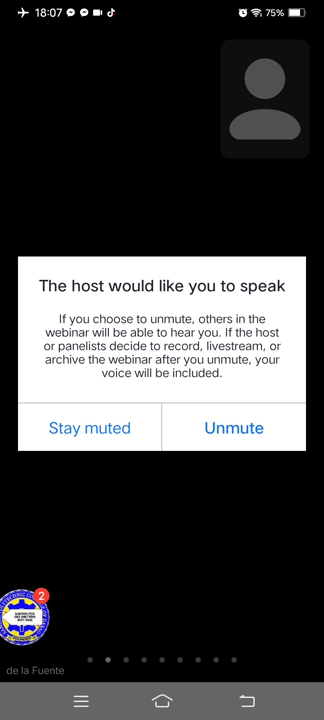 18:07
75%
The host would like you to speak
If you choose to unmute, others in the
webinar will be able to hear you. If the host
or panelists decide to record, livestream, or
archive the webinar after you unmute, your
voice will be included.
Stay muted Unmute
2
de la Fuente